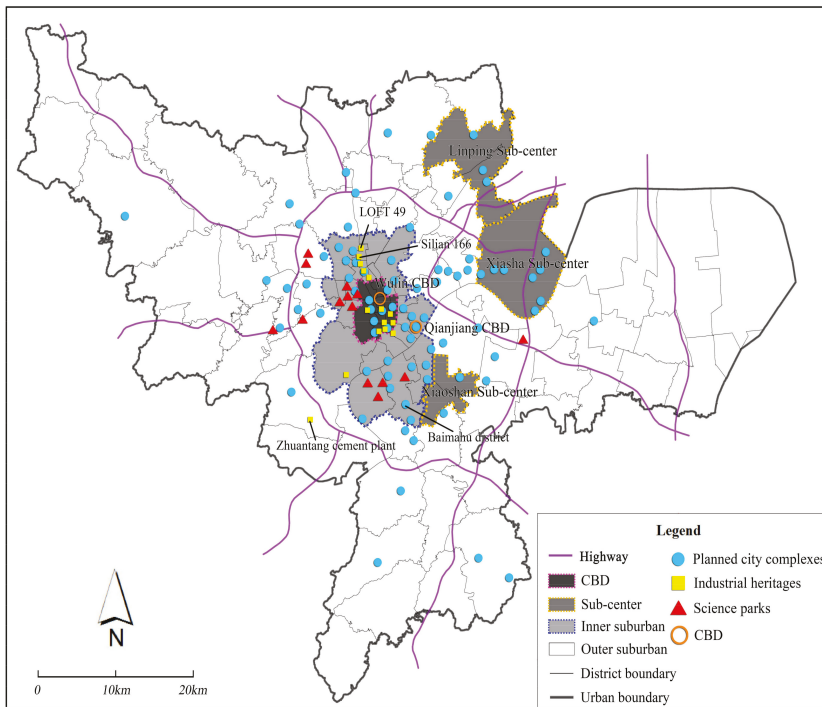 Linping Sub-center
LOFT 49
Silian 166
Xiasha Sub-center
Wulin CBD
Qianjiang CBD
Xiaoshan Sub-center
Baimahu district
Zhuantang cement plant
N
0 10km 20km
Legend
Highway
CBD
Sub-center
Inner suburban
Outer suburban
District boundary
Urban boundary
Planned city complexes
Industrial heritages
Science parks
CBD